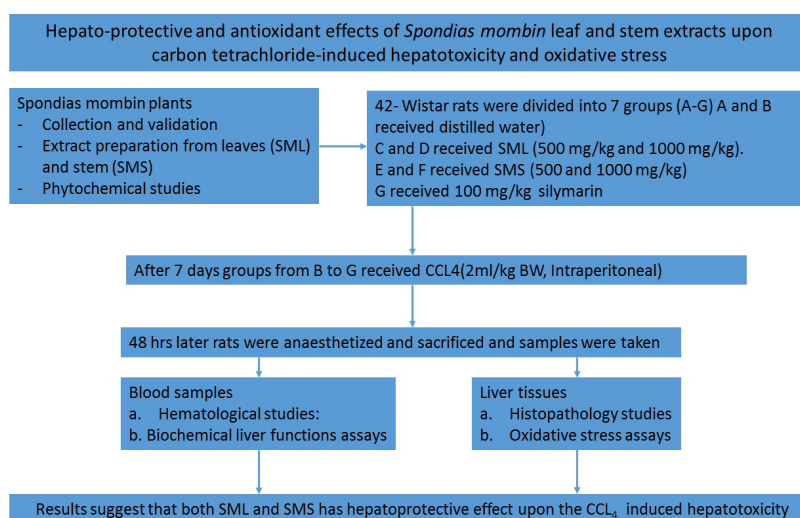 Hepato-protective and antioxidant effects of Spondias mombin leaf and stem extracts upon
carbon tetrachloride-induced hepatotoxicity and oxidative stress
Spondias mombin plants
- Collection and validation
- Extract preparation from leaves (SML)
and stem (SMS)
- Phytochemical studies
42- Wistar rats were divided into 7 groups (A-G) A and B
received distilled water)
C and D received SML (500 mg/kg and 1000 mg/kg).
E and F received SMS (500 and 1000 mg/kg)
G received 100 mg/kg silymarin
After 7 days groups from B to G received CCL4(2ml/kg BW, Intraperitoneal)
48 hrs later rats were anaesthetized and sacrificed and samples were taken
Blood samples
a. Hematological studies:
b. Biochemical liver functions assays
Liver tissues
a. Histopathology studies
b. Oxidative stress assays
Results suggest that both SML and SMS has hepatoprotective effect upon the CCL₄ induced hepatotoxicity